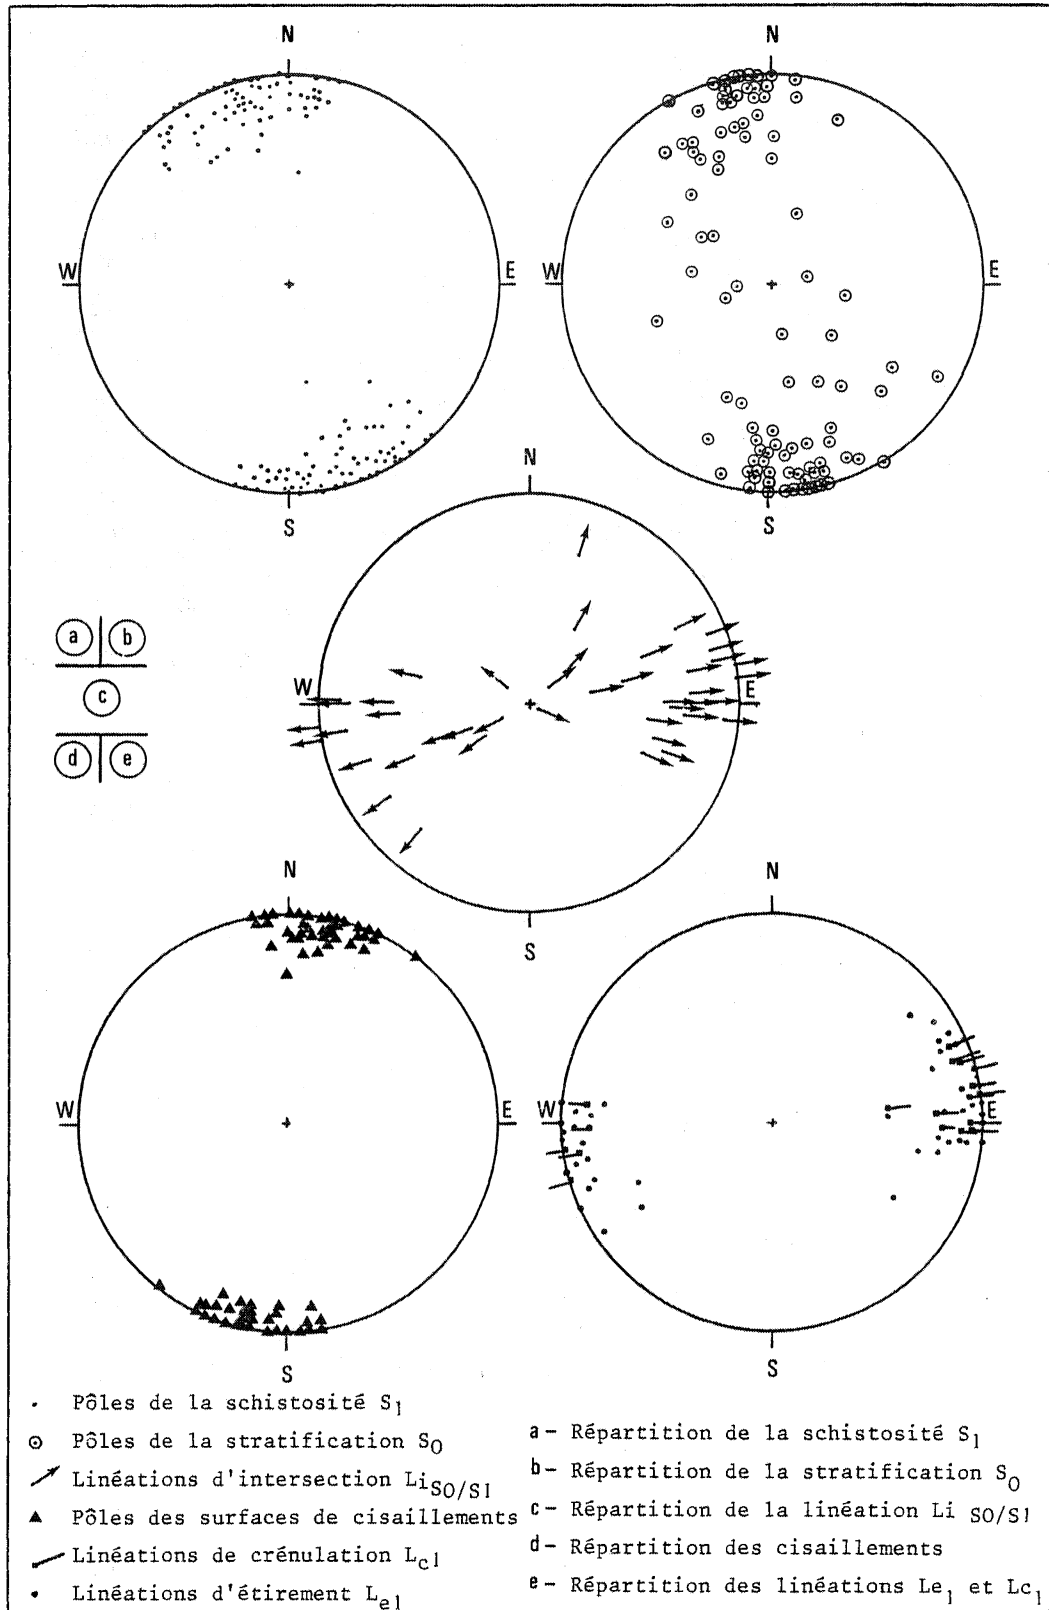 N
N
W
E
W
E
S
S
N
a
b
c
d
e
W
E
S
N
N
W
E
W
E
S
S
Pôles de la schistosité S1
Pôles de la stratification S0
Linéations d'intersection LiS0/S1
Pôles des surfaces de cisaillements
Linéations de crénulation Lc1
Linéations d'étirement Le1
a- Répartition de la schistosité S1
b- Répartition de la stratification S0
c- Répartition de la linéation Li S0/S1
d- Répartition des cisaillements
e- Répartition des linéations Le1 et Lc1